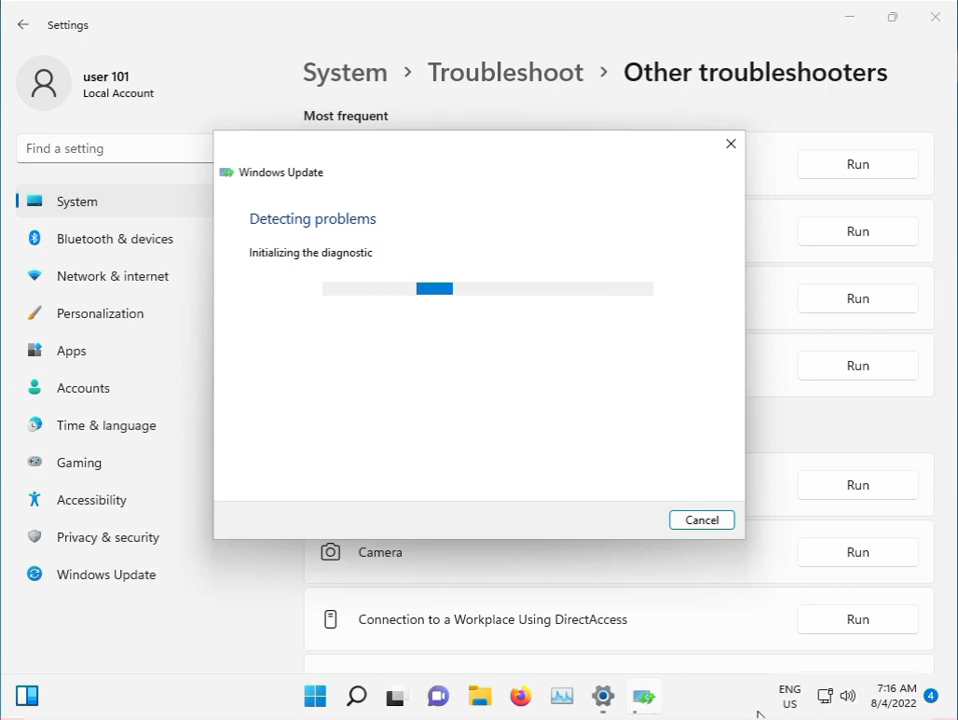 Settings
user 101
Local Account
System > Troubleshoot > Other troubleshooters
Most frequent
Find a setting
System
Bluetooth & devices
Network & internet
Personalization
Apps
Accounts
Time & language
Gaming
Accessibility
Privacy & security
Windows Update
Windows Update
Detecting problems
Initializing the diagnostic
Cancel
Run
Run
Run
Run
Run
Camera
Run
Connection to a Workplace Using DirectAccess
Run
ENG
US
7:16 AM
8/4/2022
4